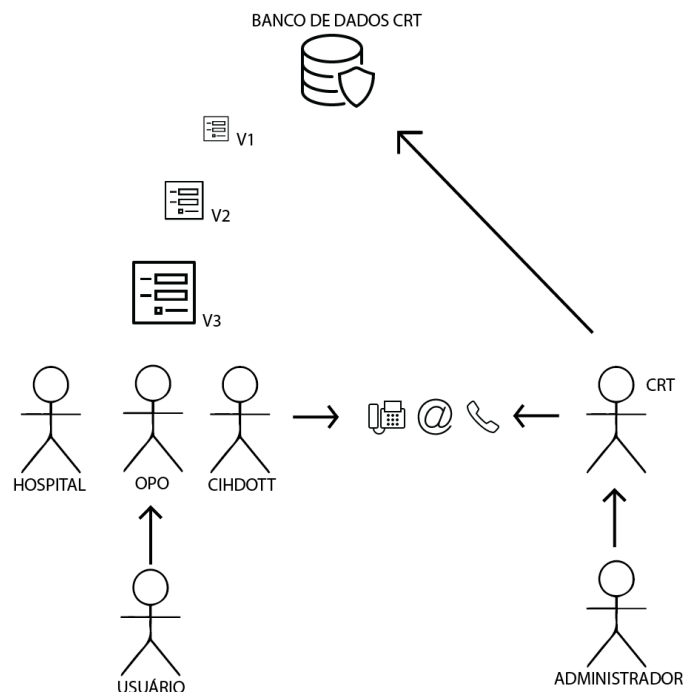 BANCO DE DADOS CRT
V1
V2
V3
CRT
@
HOSPITAL
OPO
CIHDOTT
USUÁRIO
ADMINISTRADOR